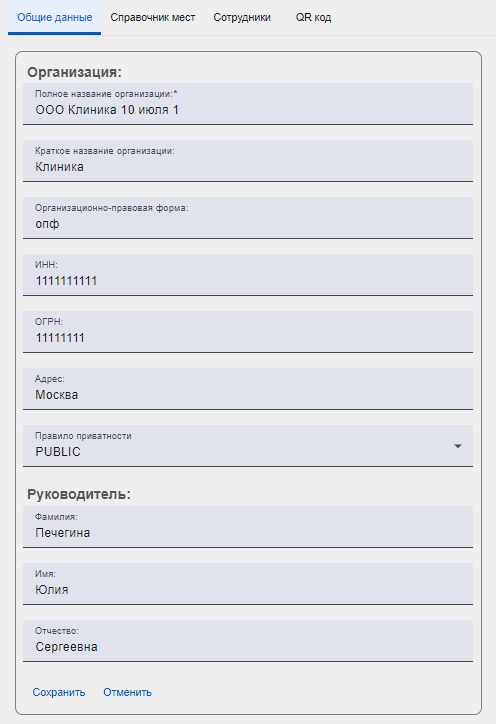 Общие данные Справочник мест Сотрудники QR код
Организация:
Полное название организации:*
ООО Клиника 10 июля 1
Краткое название организации:
Клиника
Организационно-правовая форма:
опф
ИНН:
1111111111
ОГРН:
11111111
Адрес:
Москва
Правило приватности
PUBLIC
Руководитель:
Фамилия:
Печегина
Имя:
Юлия
Отчество:
Сергеевна
Сохранить Отменить